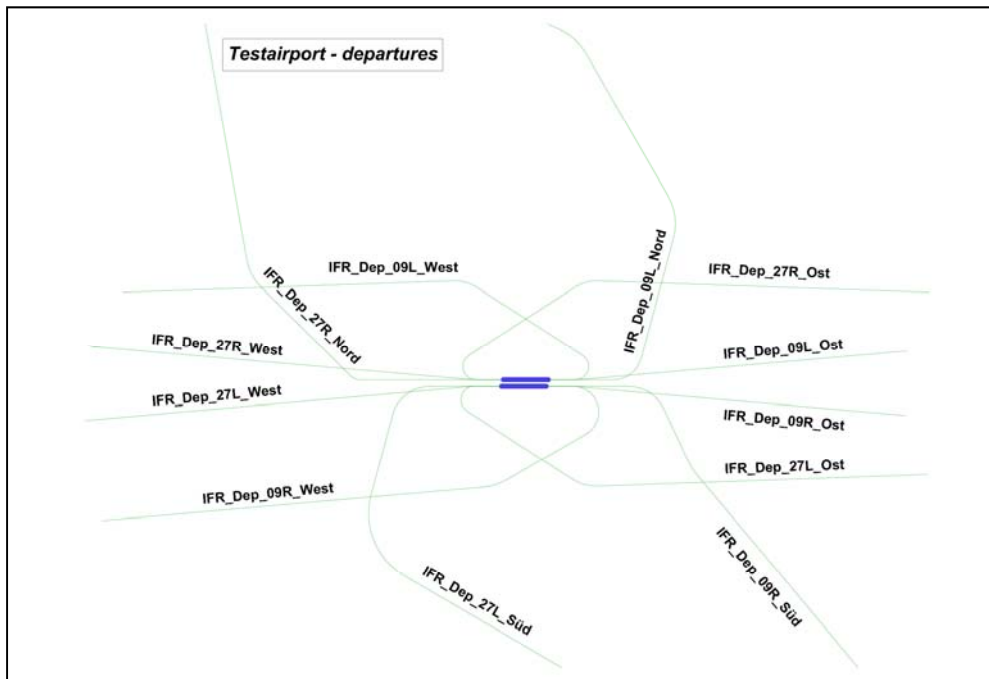 Testairport - departures
IFR_Dep_09L_West
IFR_Dep_27R_Ost
IFR_Dep_27R_Nord
IFR_Dep_09L_Nord
IFR_Dep_27R_West
IFR_Dep_09L_Ost
IFR_Dep_27L_West
IFR_Dep_09R_Ost
IFR_Dep_27L_Ost
IFR_Dep_09R_West
IFR_Dep_09R_Süd
IFR_Dep_27L_Süd